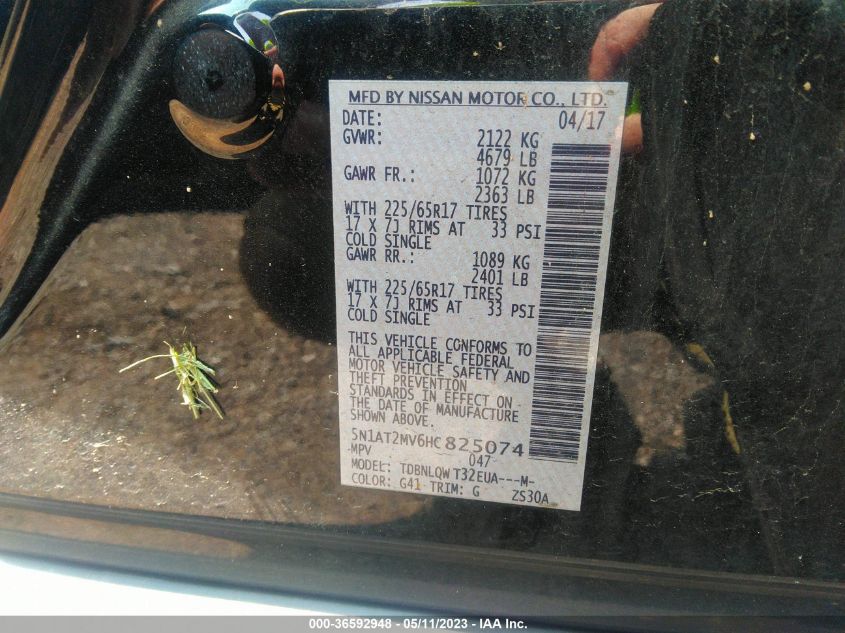 MFD BY NISSAN MOTOR CO., LTD.
DATE: 04/17
GVWR: 2122 KG
4679 LB
GAWR FR.: 1072 KG
2363 LB
WITH 225/65R17 TIRES
17 X 7J RIMS AT 33 PSI
COLD SINGLE
GAWR RR.: 1089 KG
2401 LB
WITH 225/65R17 TIRES
17 X 7J RIMS AT 33 PSI
COLD SINGLE
THIS VEHICLE CONFORMS TO
ALL APPLICABLE FEDERAL
MOTOR VEHICLE SAFETY AND
THEFT PREVENTION
STANDARDS IN EFFECT ON
THE DATE OF MANUFACTURE
SHOWN ABOVE.
5N1AT2MV6HC825074
MPV 047
MODEL: TDBNLQW T32EUA---M-
COLOR: G41 TRIM: G ZS30A
000-36592948 - 05/11/2023 - IAA Inc.